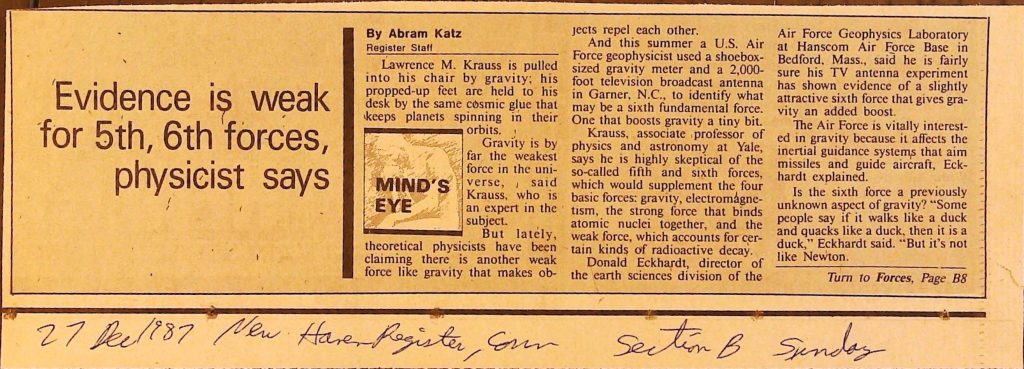 Evidence is weak
for 5th, 6th forces,
physicist says
By Abram Katz
Register Staff
Lawrence M. Krauss is pulled
into his chair by gravity; his
propped-up feet are held to his
desk by the same cosmic glue that
keeps planets spinning in their
orbits.
MIND'S
EYE
Gravity is by
far the weakest
force in the uni-
verse, said
Krauss, who is
an expert in the
subject.
But lately,
theoretical physicists have been
claiming there is another weak
force like gravity that makes ob-
jects repel each other.
And this summer a U.S. Air
Force geophysicist used a shoebox-
sized gravity meter and a 2,000-
foot television broadcast antenna
in Garner, N.C., to identify what
may be a sixth fundamental force.
One that boosts gravity a tiny bit.
Krauss, associate professor of
physics and astronomy at Yale,
says he is highly skeptical of the
so-called fifth and sixth forces,
which would supplement the four
basic forces: gravity, electromagne-
tism, the strong force that binds
atomic nuclei together, and the
weak force, which accounts for cer-
tain kinds of radioactive decay.
Donald Eckhardt, director of
the earth sciences division of the
Air Force Geophysics Laboratory
at Hanscom Air Force Base in
Bedford, Mass., said he is fairly
sure his TV antenna experiment
has shown evidence of a slightly
attractive sixth force that gives gra-
vity an added boost.
The Air Force is vitally interest-
ed in gravity because it affects the
inertial guidance systems that aim
missiles and guide aircraft, Eck-
hardt explained.
Is the sixth force a previously
unknown aspect of gravity? "Some
people say if it walks like a duck
and quacks like a duck, then it is a
duck," Eckhardt said. "But it's not
like Newton.
Turn to Forces, Page B8
27 Dec 1987 New Haven Register, Conn Section B Sunday